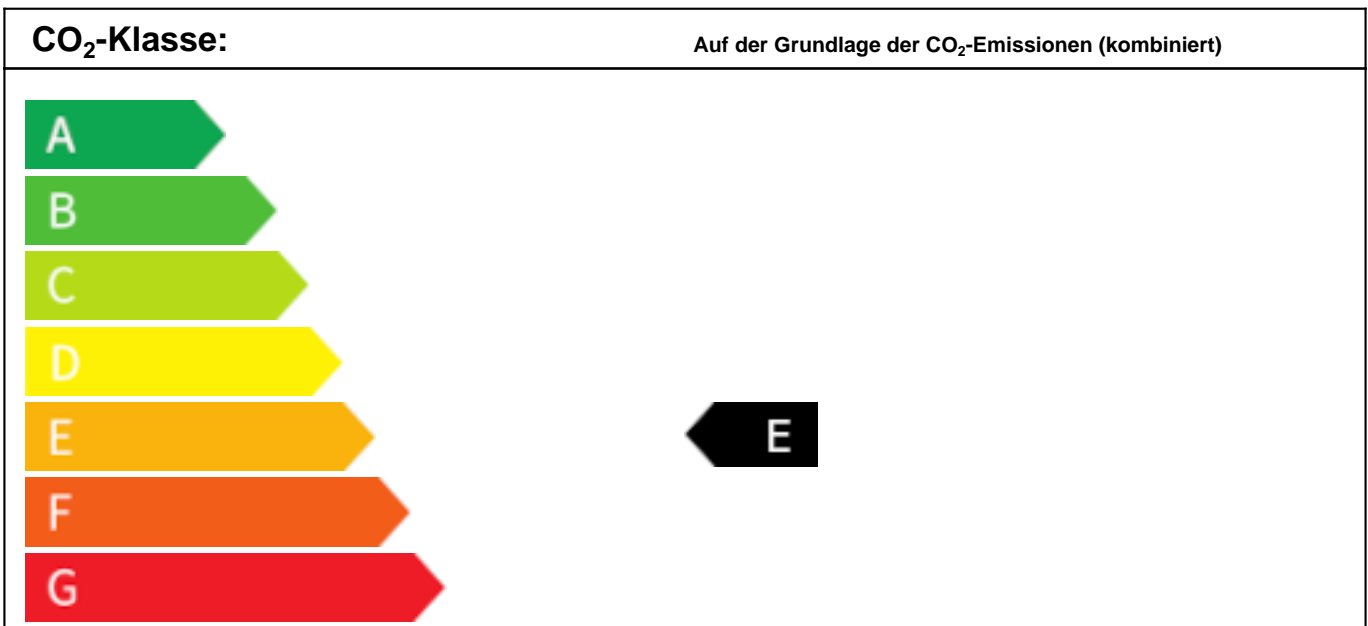 CO₂-Klasse: Auf der Grundlage der CO₂-Emissionen (kombiniert)
A
B
C
D
E E
F
G